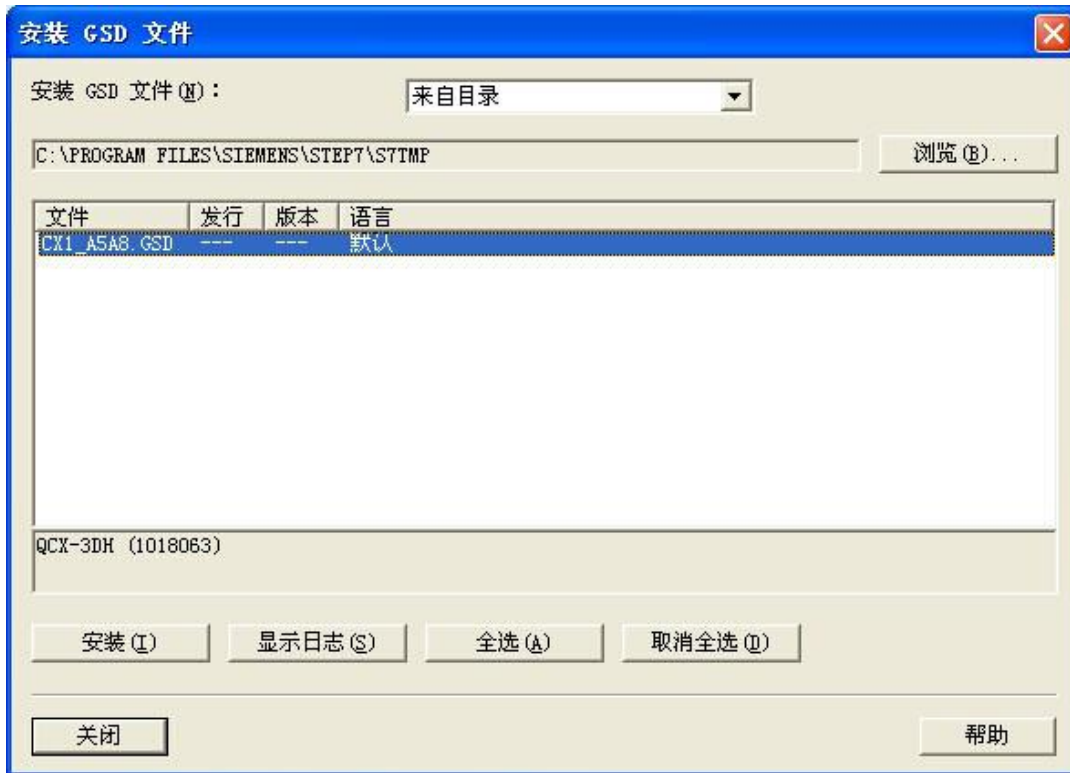 安装 GSD 文件
安装 GSD 文件(N)： 来自目录
C:\PROGRAM FILES\SIEMENS\STEP7\S7TMP 浏览(B)...
文件 发行 版本 语言
CX1_A5A8.GSD --- --- 默认
QCX-3DH (1018063)
安装(I) 显示日志(S) 全选(A) 取消全选(D)
关闭 帮助